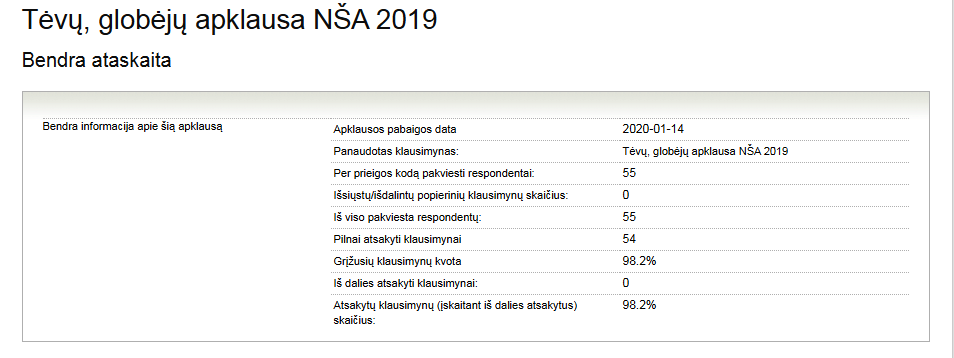 Tėvų, globėjų apklausa NŠA 2019
Bendra ataskaita
Bendra informacija apie šią apklausą
Apklausos pabaigos data 2020-01-14
Panaudotas klausimynas: Tėvų, globėjų apklausa NŠA 2019
Per prieigos kodą pakviesti respondentai: 55
Išsiųstų/išdalintų popierinių klausimynų skaičius: 0
Iš viso pakviesta respondentų: 55
Pilnai atsakyti klausimynai 54
Grįžusių klausimynų kvota 98.2%
Iš dalies atsakyti klausimynai: 0
Atsakytų klausimynų (įskaitant iš dalies atsakytus) 98.2%
skaičius: